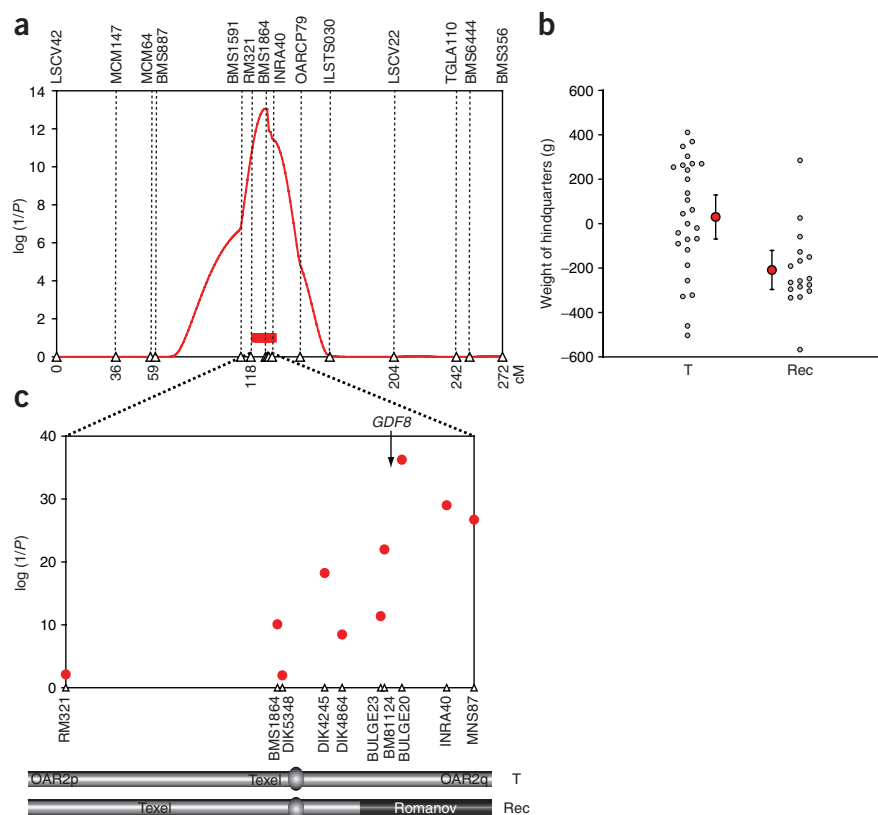 a
LSCV42
MCM147
MCM64
BMS887
BMS1591
RM321
BMS1864
INRA40
OARCP79
ILSTS030
LSCV22
TGLA110
BMS6444
BMS356
14
12
10
8
6
4
2
0
log (1/P)
0
36
59
118
204
242
272
cM
b
600
400
200
0
–200
–400
–600
Weight of hindquarters (g)
T
Rec
c
GDF8
40
30
20
10
0
log (1/P)
RM321
BMS1864
DIK5348
DIK4245
DIK4864
BULGE23
BM81124
BULGE20
INRA40
MNS87
OAR2p Texel OAR2q T
Texel Romanov Rec